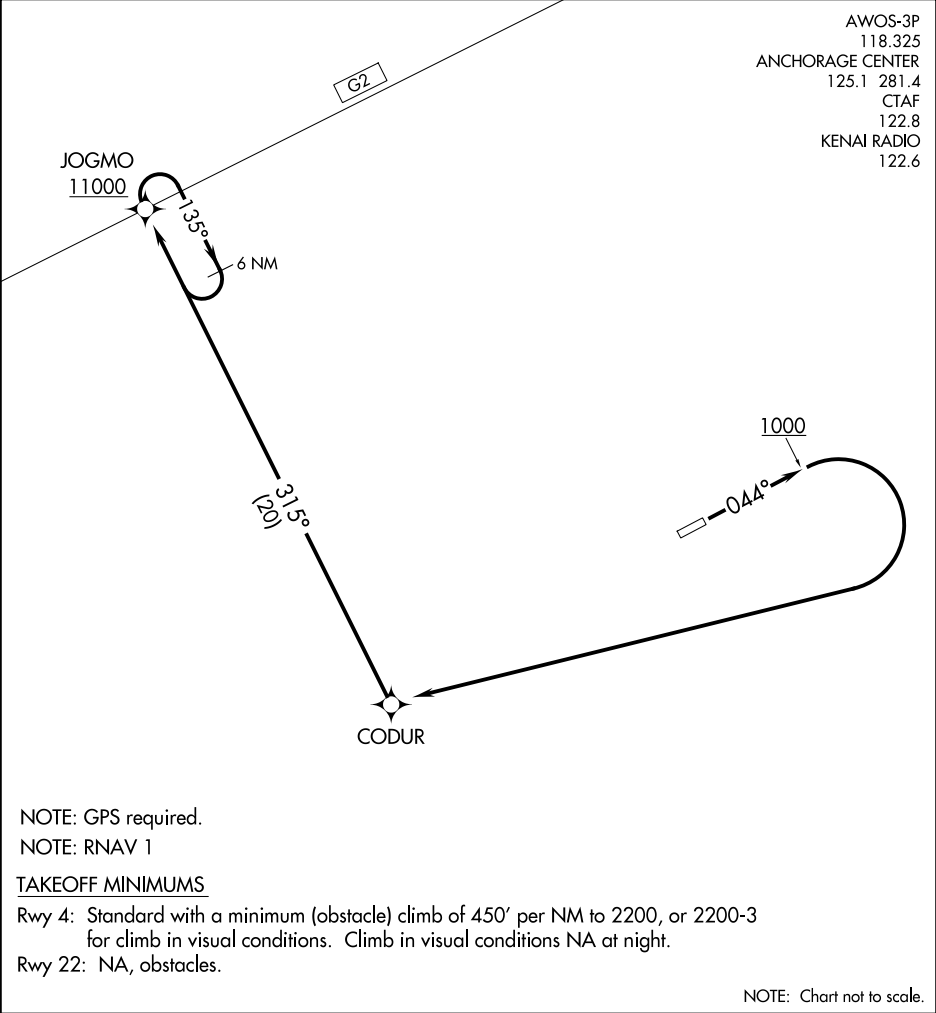 AWOS-3P
118.325
ANCHORAGE CENTER
125.1 281.4
CTAF
122.8
KENAI RADIO
122.6
G2
JOGMO
11000
135°
6 NM
315°
(20)
1000
044°
CODUR
NOTE: GPS required.
NOTE: RNAV 1
TAKEOFF MINIMUMS
Rwy 4: Standard with a minimum (obstacle) climb of 450' per NM to 2200, or 2200-3
for climb in visual conditions. Climb in visual conditions NA at night.
Rwy 22: NA, obstacles.
NOTE: Chart not to scale.